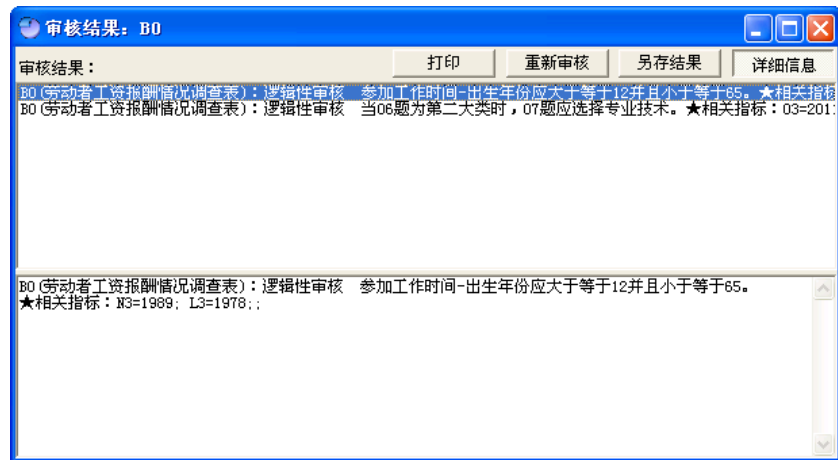 审核结果：B0
审核结果：
打印
重新审核
另存结果
详细信息
B0(劳动者工资报酬情况调查表)：逻辑性审核 参加工作时间-出生年份应大于等于12并且小于等于65。★相关指标
B0(劳动者工资报酬情况调查表)：逻辑性审核 当06题为第二大类时，07题应选择专业技术。★相关指标：O3=201
B0(劳动者工资报酬情况调查表)：逻辑性审核 参加工作时间-出生年份应大于等于12并且小于等于65。
★相关指标：N3=1989; L3=1978;;